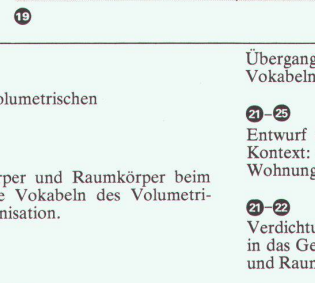 19
olumetrischen
rper und Raumkörper beim
e Vokabeln des Volumetri-
nisation.
Übergang
Vokabeln
21–25
Entwurf
Kontext:
Wohnung
21–22
Verdichtu
in das Ge
und Raun